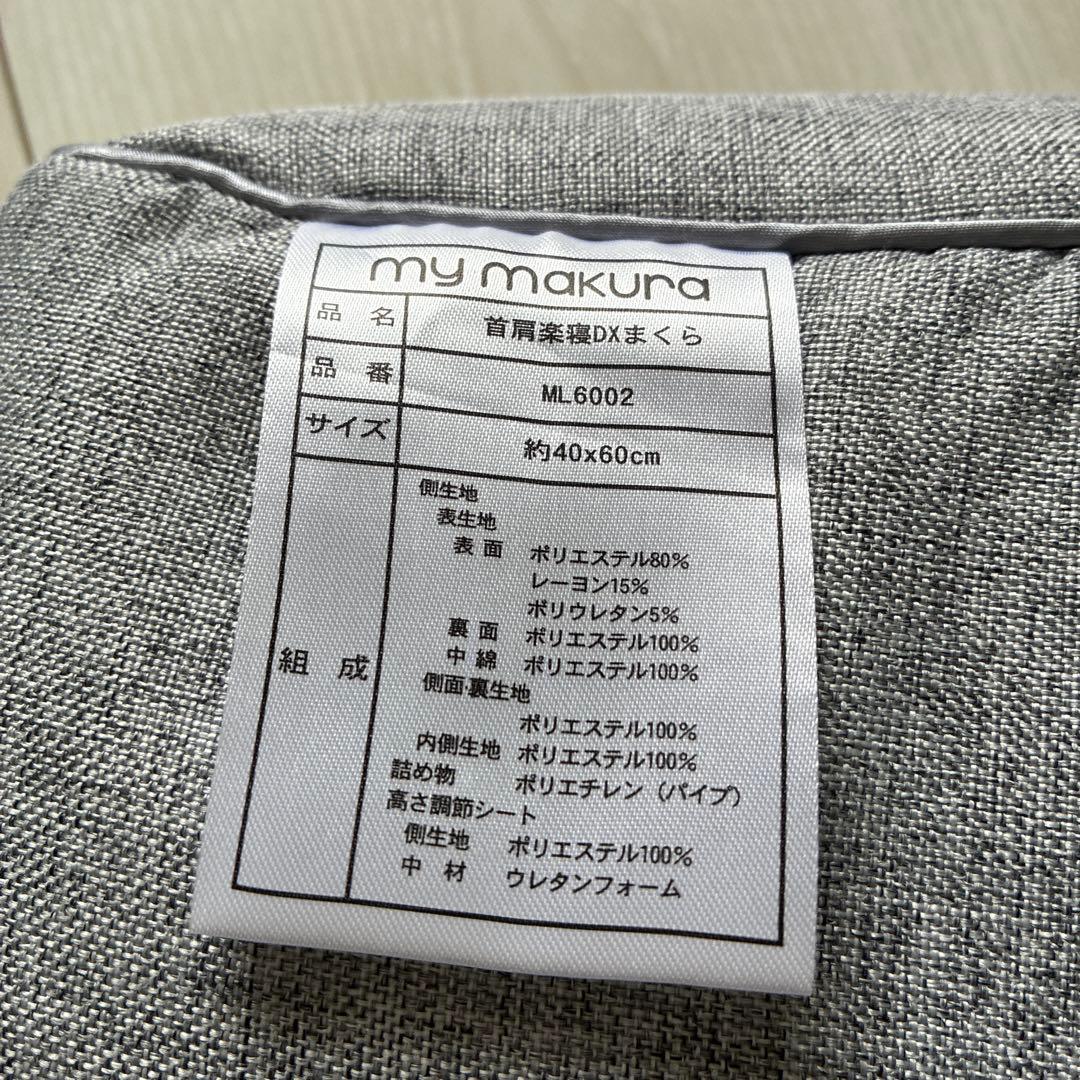 my makura
品名 首肩楽寝DXまくら
品番 ML6002
サイズ 約40x60cm
組成
側生地
表生地
表面 ポリエステル80%
レーヨン15%
ポリウレタン5%
裏面 ポリエステル100%
中綿 ポリエステル100%
側面・裏生地
ポリエステル100%
内側生地 ポリエステル100%
詰め物 ポリエチレン(パイプ)
高さ調節シート
側生地 ポリエステル100%
中材 ウレタンフォーム